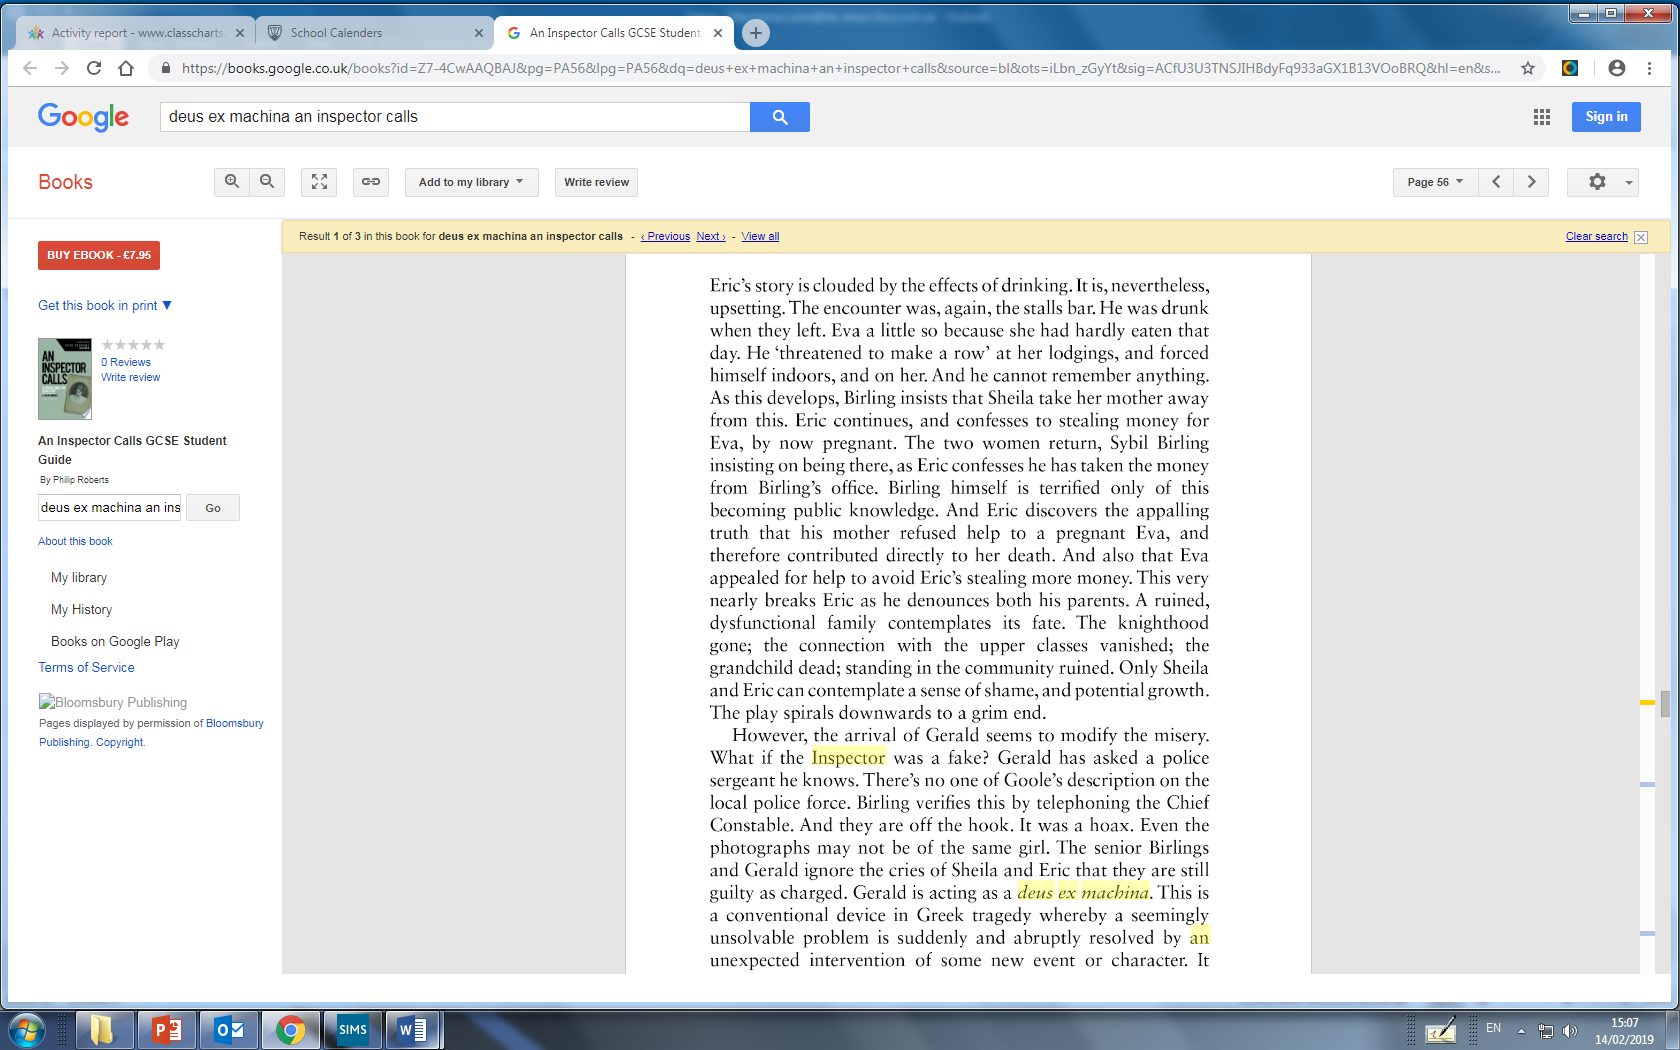 Activity report - www.classcharts.
School Calenders
An Inspector Calls GCSE Student
https://books.google.co.uk/books?id=Z7-4CwAAQBAJ&pg=PA56&lpg=PA56&dq=deus+ex+machina+an+inspector+calls&source=bl&ots=iLbn_zGyYt&sig=ACfU3U3TNSJIHBdyFq933aGX1B13VOoBRQ&hl=en&s...
Google
deus ex machina an inspector calls
Sign in
Books
Add to my library
Write review
Page 56
Result 1 of 3 in this book for deus ex machina an inspector calls - ‹ Previous Next › - View all
Clear search
BUY EBOOK - £7.95
Get this book in print ▼
AN
INSPECTOR
CALLS
0 Reviews
Write review
An Inspector Calls GCSE Student
Guide
By Philip Roberts
deus ex machina an ins
Go
About this book
My library
My History
Books on Google Play
Terms of Service
Bloomsbury Publishing
Pages displayed by permission of Bloomsbury
Publishing. Copyright.
Eric's story is clouded by the effects of drinking. It is, nevertheless,
upsetting. The encounter was, again, the stalls bar. He was drunk
when they left. Eva a little so because she had hardly eaten that
day. He 'threatened to make a row' at her lodgings, and forced
himself indoors, and on her. And he cannot remember anything.
As this develops, Birling insists that Sheila take her mother away
from this. Eric continues, and confesses to stealing money for
Eva, by now pregnant. The two women return, Sybil Birling
insisting on being there, as Eric confesses he has taken the money
from Birling's office. Birling himself is terrified only of this
becoming public knowledge. And Eric discovers the appalling
truth that his mother refused help to a pregnant Eva, and
therefore contributed directly to her death. And also that Eva
appealed for help to avoid Eric's stealing more money. This very
nearly breaks Eric as he denounces both his parents. A ruined,
dysfunctional family contemplates its fate. The knighthood
gone; the connection with the upper classes vanished; the
grandchild dead; standing in the community ruined. Only Sheila
and Eric can contemplate a sense of shame, and potential growth.
The play spirals downwards to a grim end.
However, the arrival of Gerald seems to modify the misery.
What if the Inspector was a fake? Gerald has asked a police
sergeant he knows. There's no one of Goole's description on the
local police force. Birling verifies this by telephoning the Chief
Constable. And they are off the hook. It was a hoax. Even the
photographs may not be of the same girl. The senior Birlings
and Gerald ignore the cries of Sheila and Eric that they are still
guilty as charged. Gerald is acting as a deus ex machina. This is
a conventional device in Greek tragedy whereby a seemingly
unsolvable problem is suddenly and abruptly resolved by an
unexpected intervention of some new event or character. It
SIMS
EN
15:07
14/02/2019